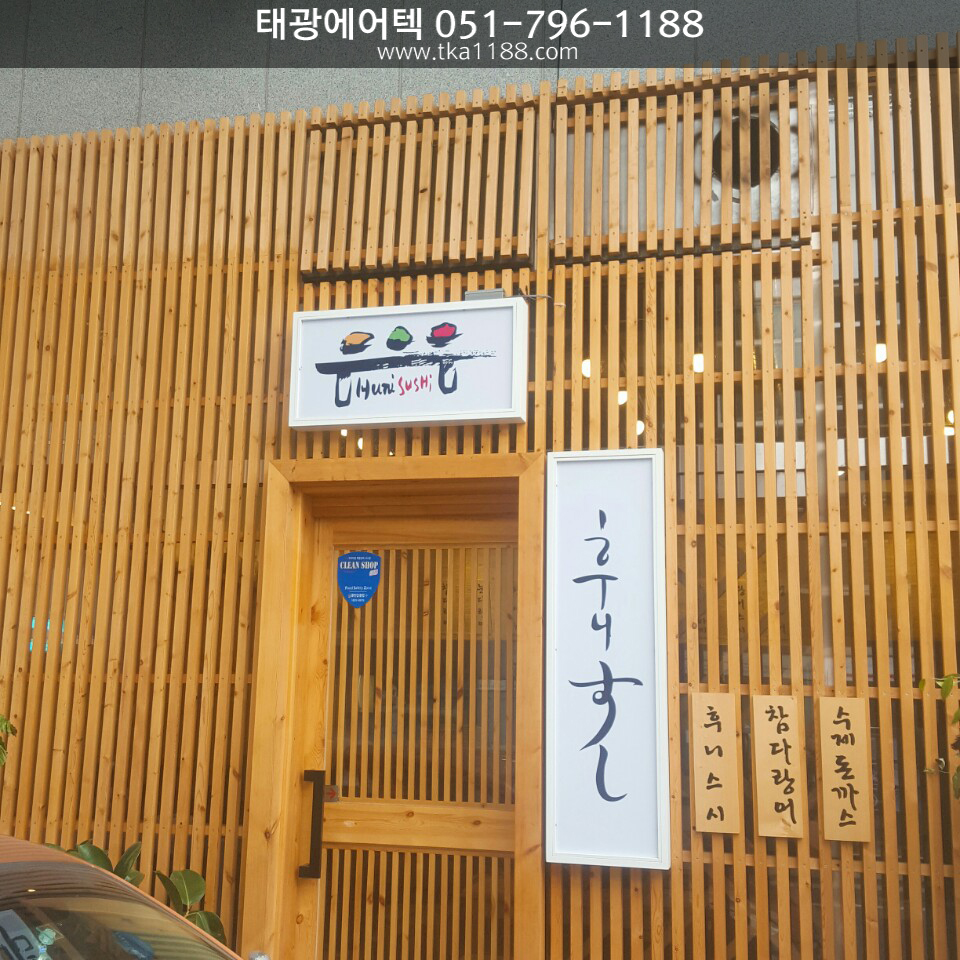 태광에어텍 051-796-1188
www.tka1188.com
Huni SUSHI
CLEAN SHOP
후니
すし
후니스시
참다랑어
수제돈까스